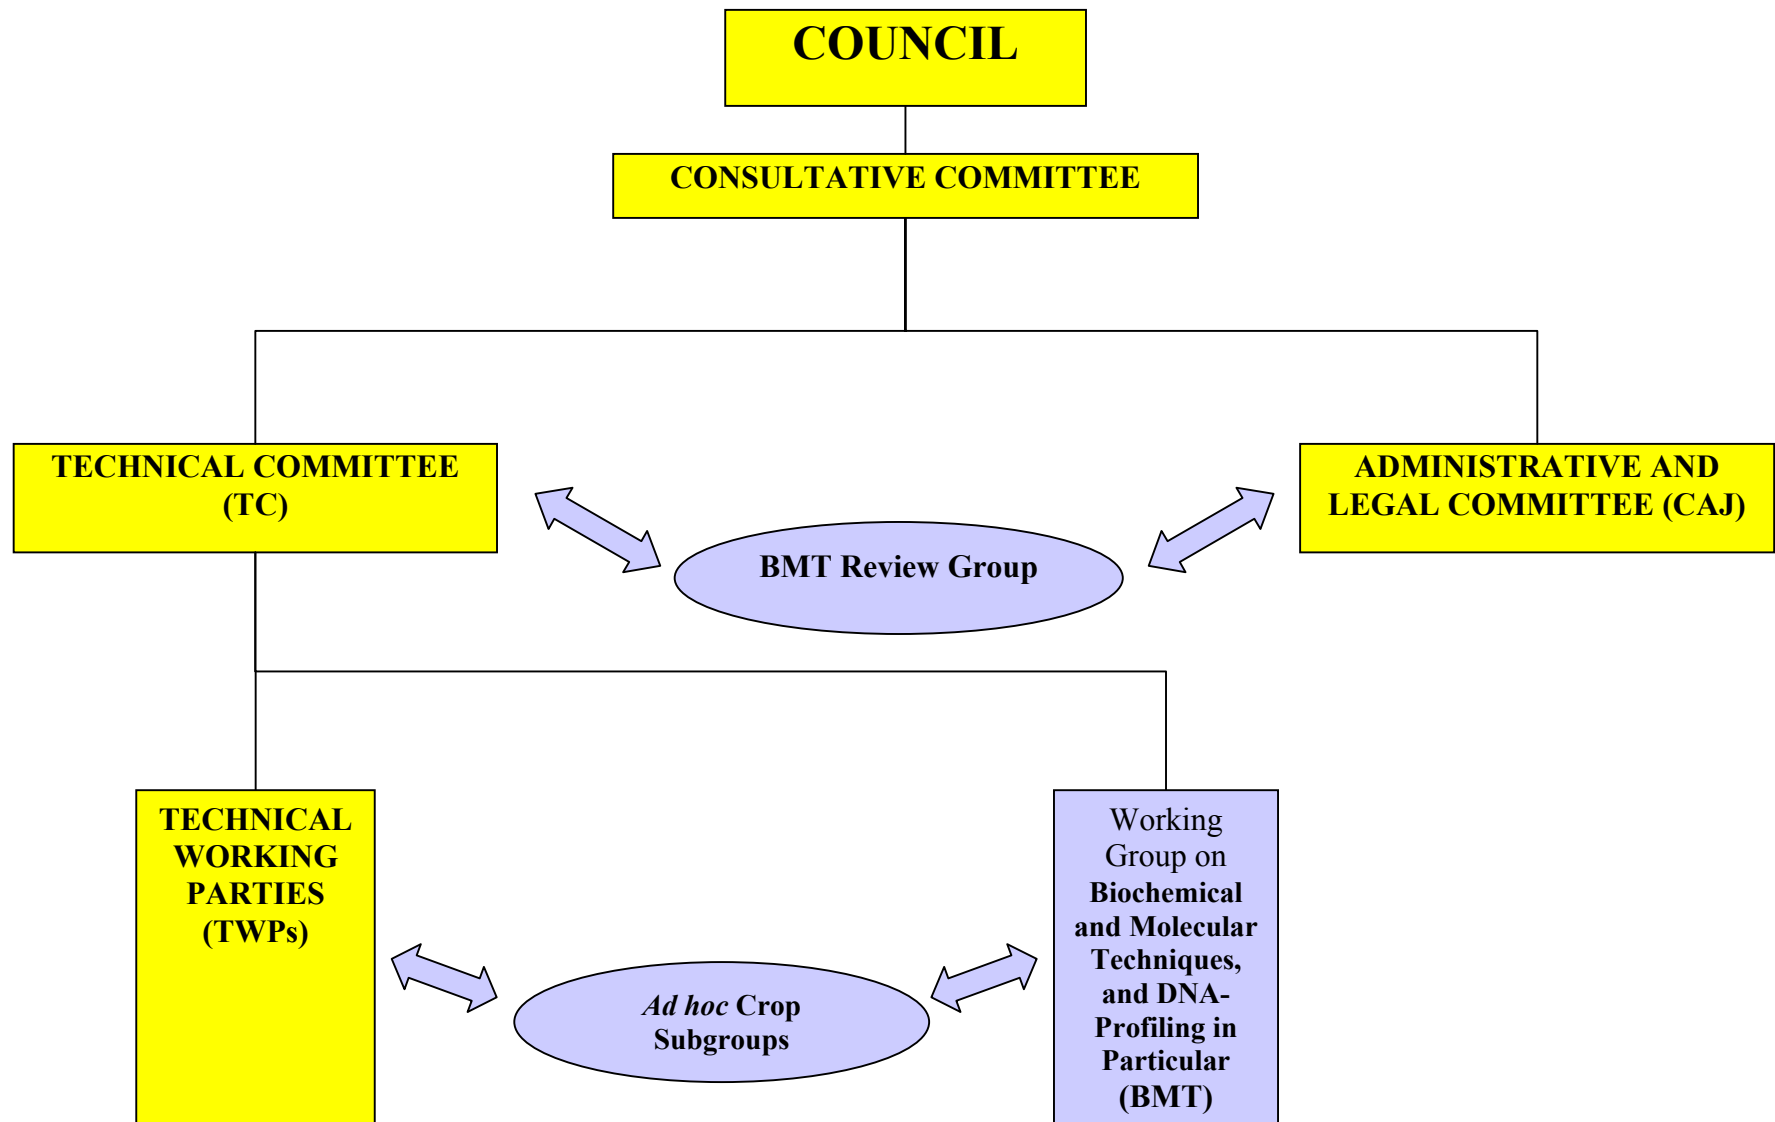 COUNCIL
CONSULTATIVE COMMITTEE
TECHNICAL COMMITTEE
(TC)
ADMINISTRATIVE AND
LEGAL COMMITTEE (CAJ)
BMT Review Group
TECHNICAL
WORKING
PARTIES
(TWPs)
Ad hoc Crop
Subgroups
Working
Group on
Biochemical
and Molecular
Techniques,
and DNA-
Profiling in
Particular
(BMT)